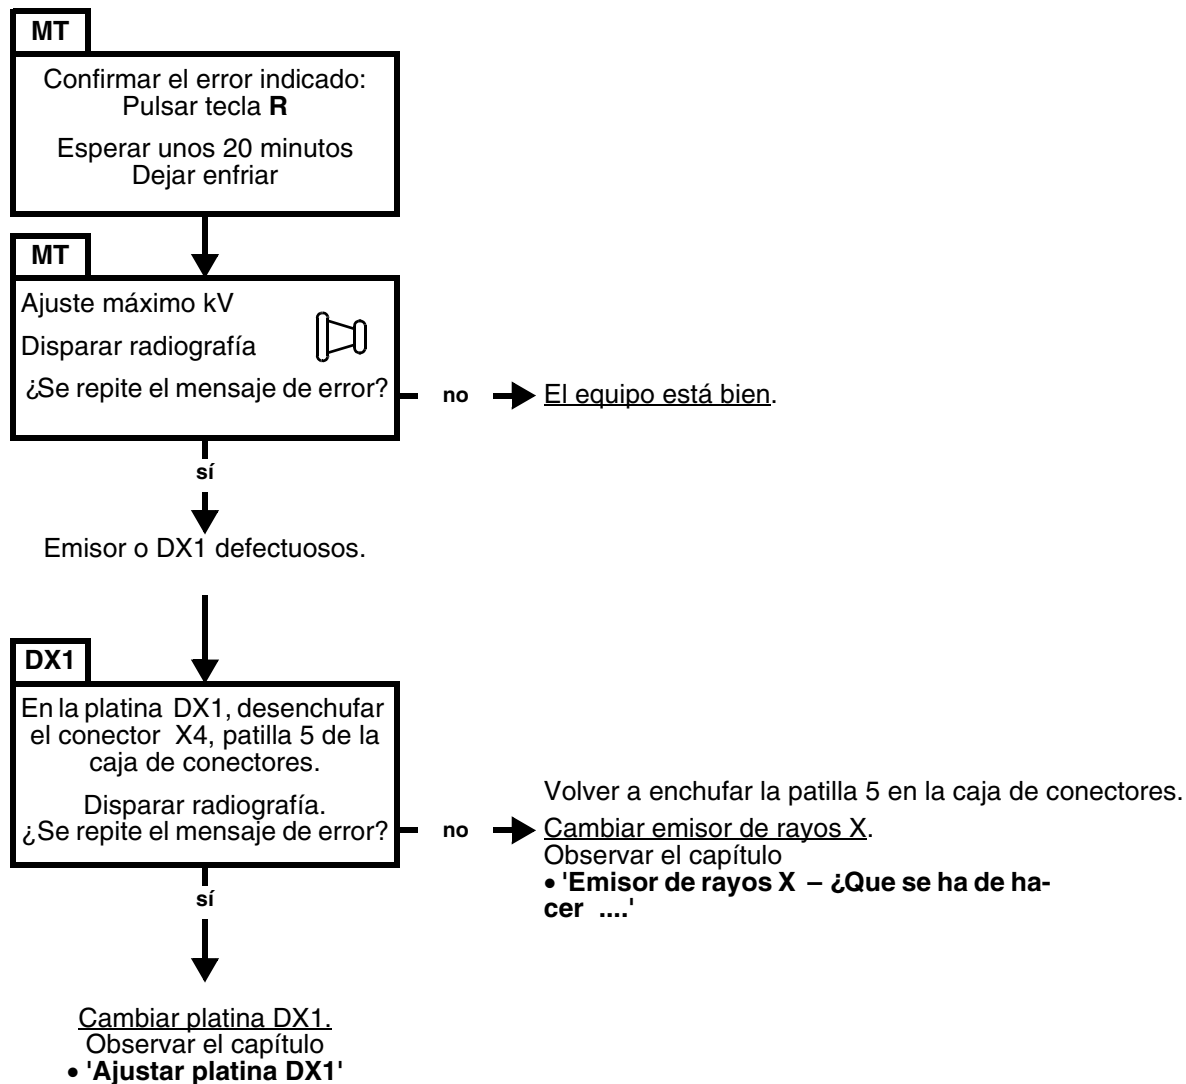 MT
Confirmar el error indicado:
Pulsar tecla R
Esperar unos 20 minutos
Dejar enfriar
MT
Ajuste máximo kV
Disparar radiografía
¿Se repite el mensaje de error?
no
El equipo está bien.
sí
Emisor o DX1 defectuosos.
DX1
En la platina DX1, desenchufar
el conector X4, patilla 5 de la
caja de conectores.
Disparar radiografía.
¿Se repite el mensaje de error?
no
Volver a enchufar la patilla 5 en la caja de conectores.
Cambiar emisor de rayos X.
Observar el capítulo
• 'Emisor de rayos X – ¿Que se ha de ha-
cer ....'
sí
Cambiar platina DX1.
Observar el capítulo
• 'Ajustar platina DX1'